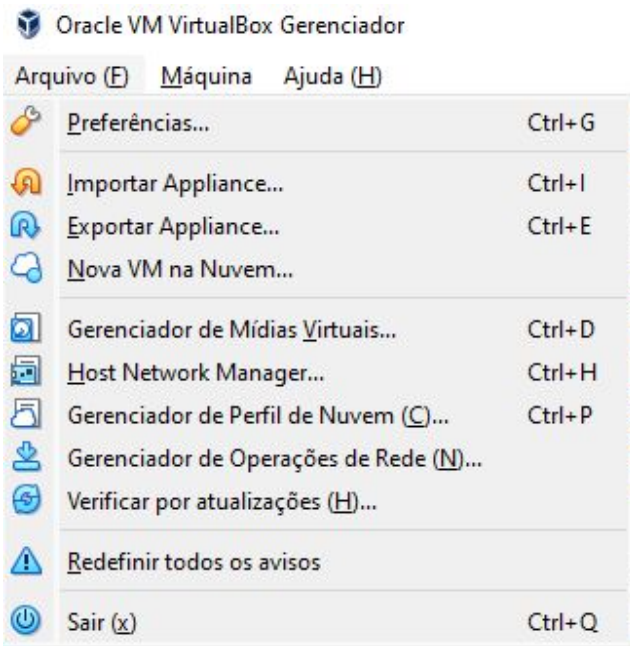 Oracle VM VirtualBox Gerenciador
Arquivo (F) Máquina Ajuda (H)
Preferências... Ctrl+G
Importar Appliance... Ctrl+I
Exportar Appliance... Ctrl+E
Nova VM na Nuvem...
Gerenciador de Mídias Virtuais... Ctrl+D
Host Network Manager... Ctrl+H
Gerenciador de Perfil de Nuvem (C)... Ctrl+P
Gerenciador de Operações de Rede (N)...
Verificar por atualizações (H)...
Redefinir todos os avisos
Sair (x) Ctrl+Q